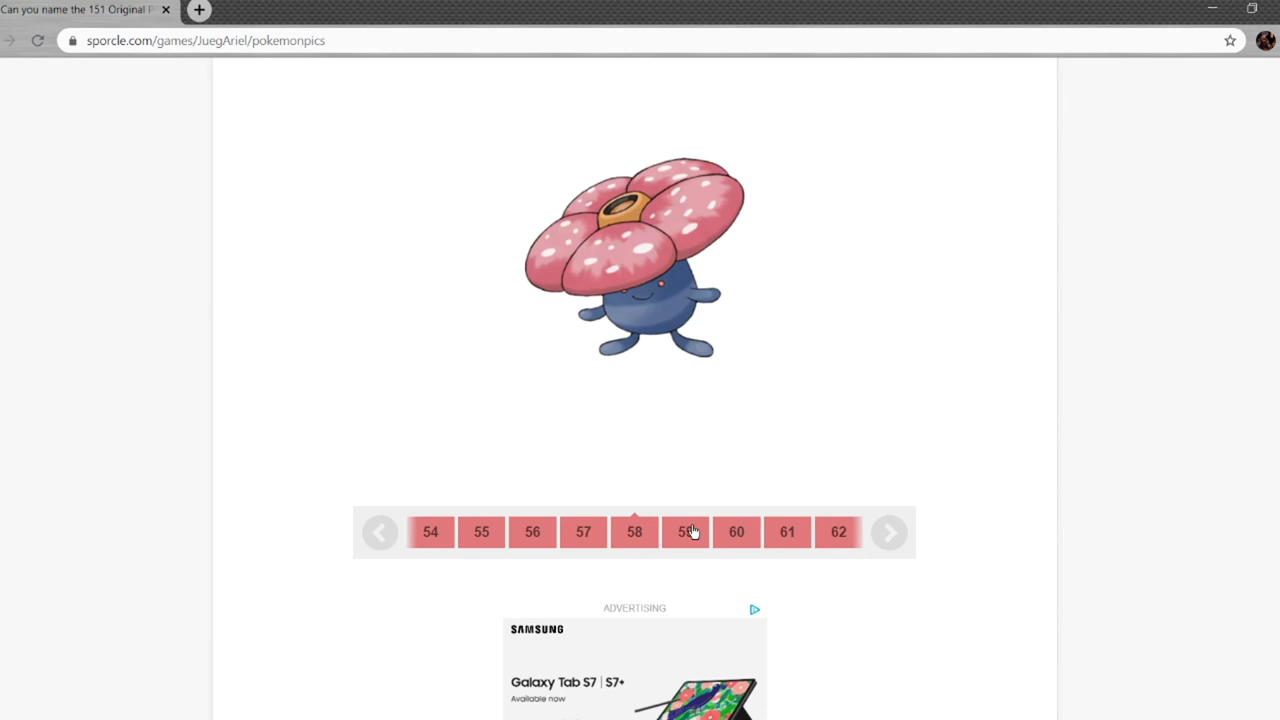 Can you name the 151 Original P
sporcle.com/games/JuegAriel/pokemonpics
54 55 56 57 58 59 60 61 62
ADVERTISING
SAMSUNG
Galaxy Tab S7 | S7+
Available now